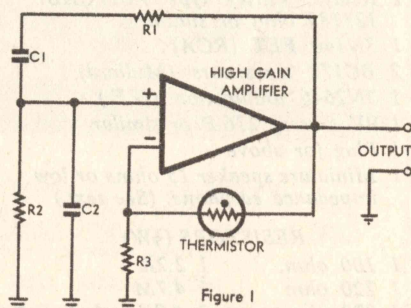 R1
C1
HIGH GAIN
AMPLIFIER
+
−
OUTPUT
R2
C2
THERMISTOR
R3
Figure 1